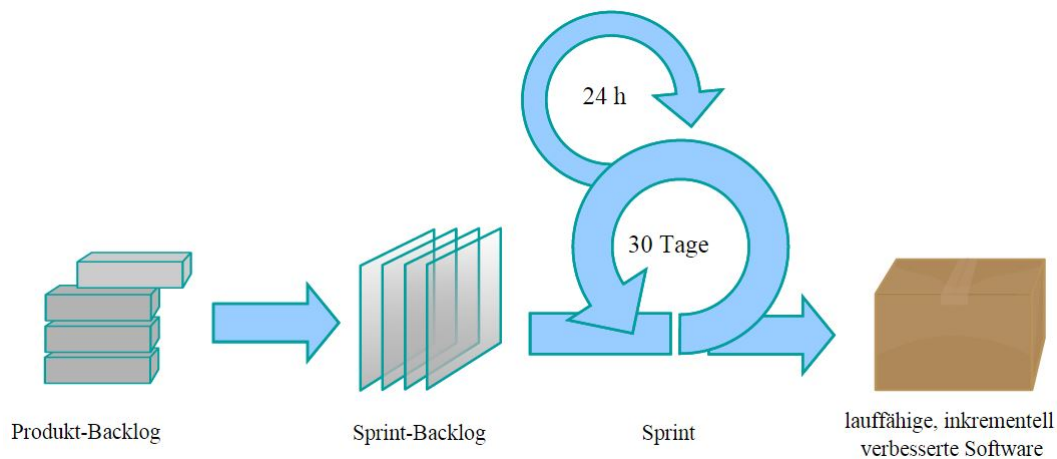 24 h
30 Tage
Produkt-Backlog
Sprint-Backlog
Sprint
lauffähige, inkrementell
verbesserte Software